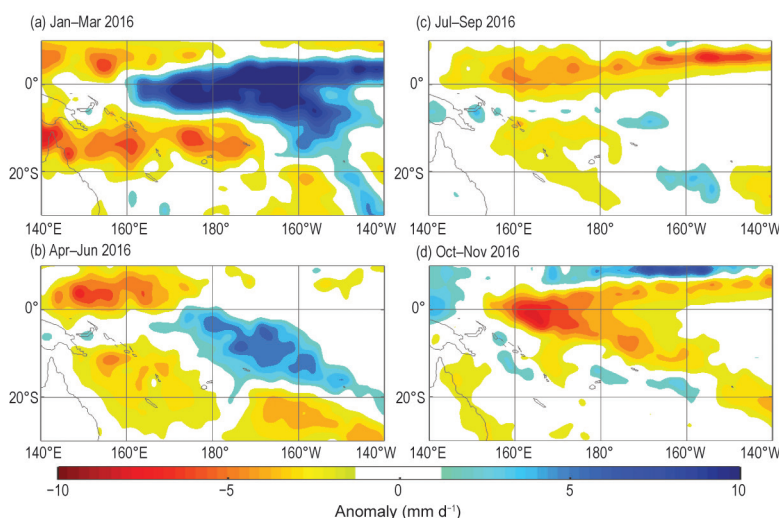 (a) Jan–Mar 2016
0°
20°S
140°E 160°E 180° 160°W 140°W
(b) Apr–Jun 2016
0°
20°S
140°E 160°E 180° 160°W 140°W
(c) Jul–Sep 2016
0°
20°S
140°E 160°E 180° 160°W 140°W
(d) Oct–Nov 2016
0°
20°S
140°E 160°E 180° 160°W 140°W
−10 −5 0 5 10
Anomaly (mm d⁻¹)